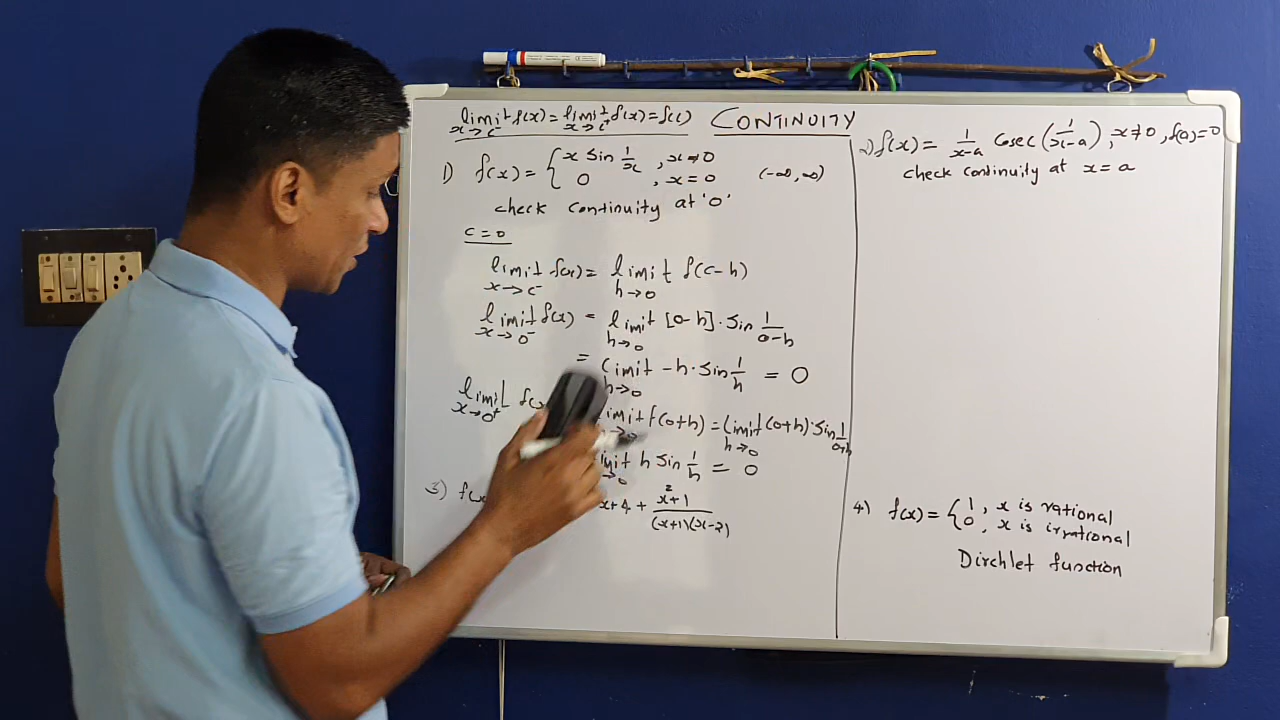 limit f(x) = limit f(x) = f(c)
x→c⁻ x→c⁺
CONTINUITY
1) f(x) = { x sin 1/x , x ≠ 0
0 , x = 0 (-∞, ∞)
check continuity at '0'
c = 0
limit f(x) = limit f(c-h)
x→c⁻ h→0
limit f(x) = limit [0-h] . sin 1/(0-h)
x→0⁻ h→0
= limit -h . sin 1/h = 0
h→0
limit
x→0⁺
limit f(0+h) = limit (0+h) . sin 1/(0+h)
h→0
limit h sin 1/h = 0
3) x+4 + (x²+1)/((x+1)(x-2))
2) f(x) = 1/(x-a) cosec (1/(x-a)), x≠0, f(a)=0
check continuity at x = a
4) f(x) = { 1 , x is rational
0 , x is irrational
Dirchlet function